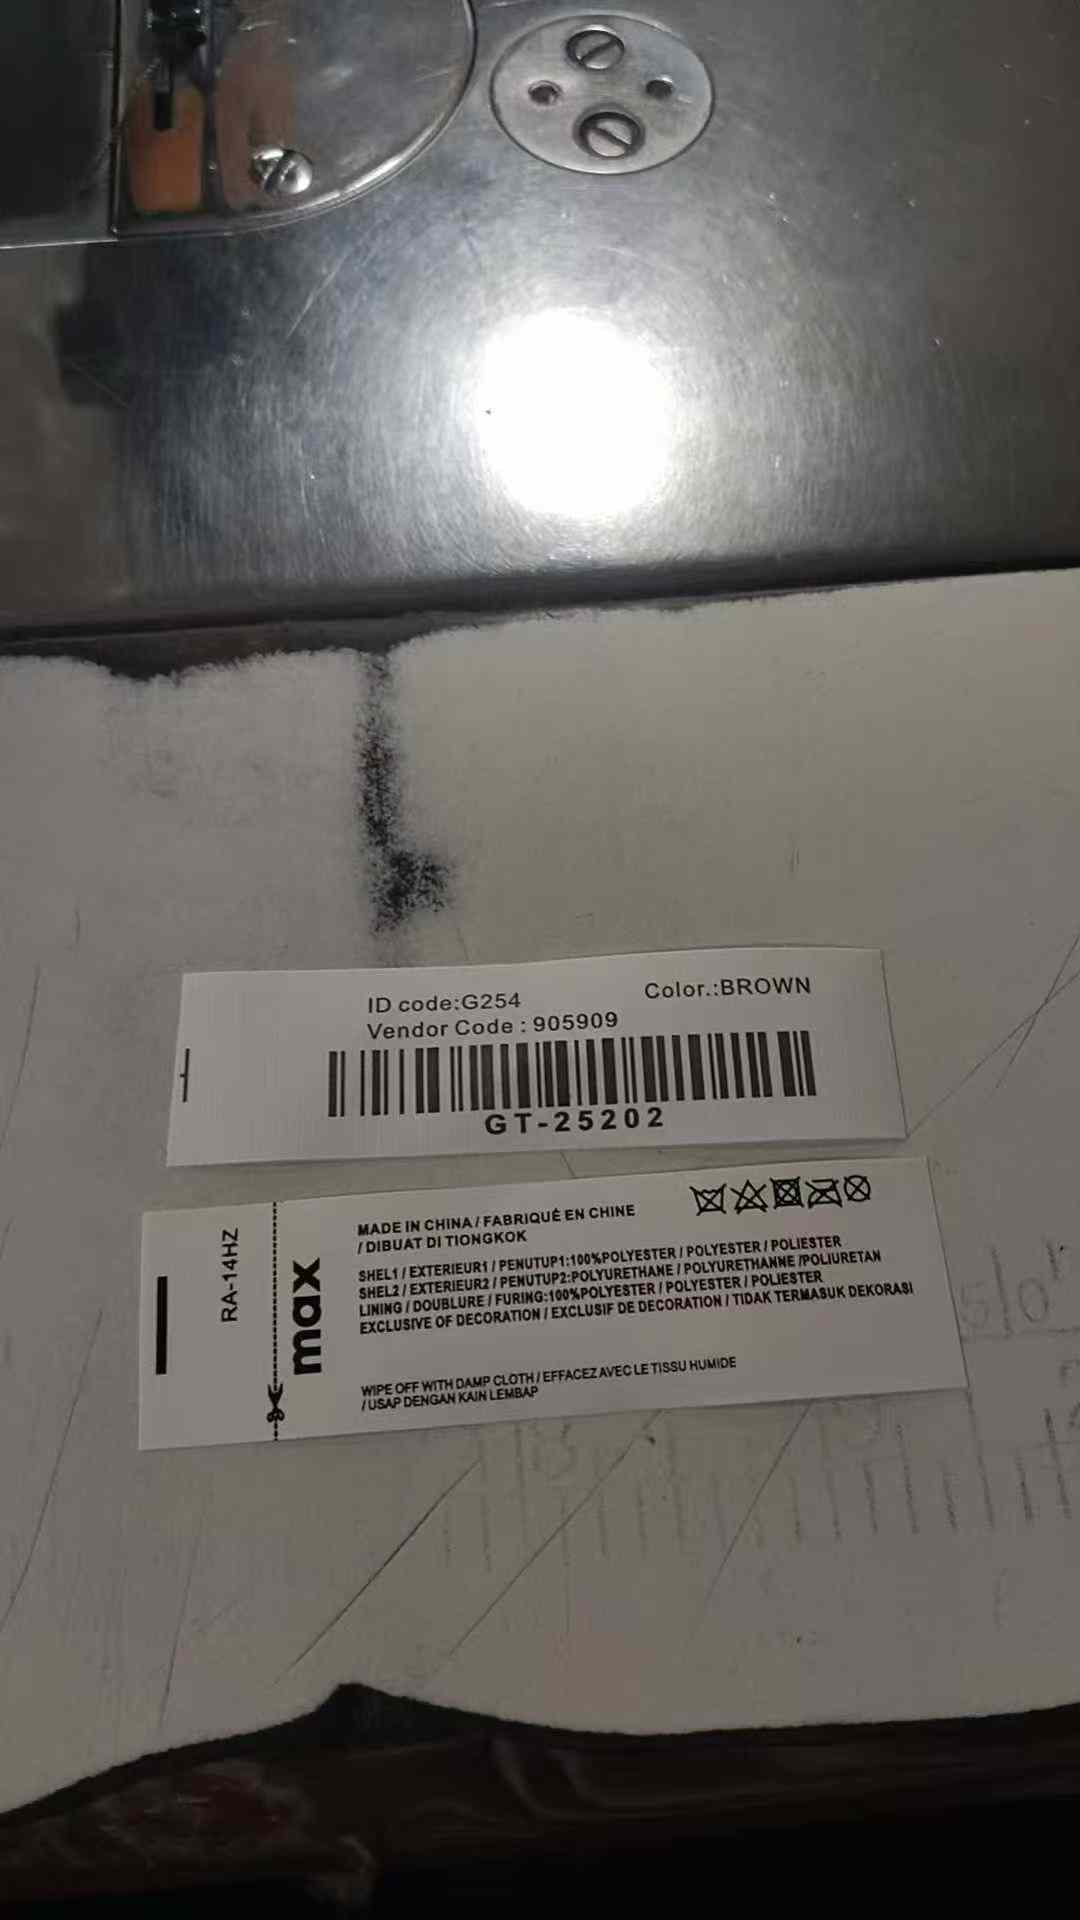 ID code:G254
Color.:BROWN
Vendor Code : 905909
GT-25202
RA-14HZ
max
MADE IN CHINA / FABRIQUÉ EN CHINE
/ DIBUAT DI TIONGKOK
SHEL1 / EXTERIEUR1 / PENUTUP1:100%POLYESTER / POLYESTER / POLIESTER
SHEL2 / EXTERIEUR2 / PENUTUP2:POLYURETHANE / POLYURETHANNE /POLIURETAN
LINING / DOUBLURE / FURING:100%POLYESTER / POLYESTER / POLIESTER
EXCLUSIVE OF DECORATION / EXCLUSIF DE DECORATION / TIDAK TERMASUK DEKORASI
WIPE OFF WITH DAMP CLOTH / EFFACEZ AVEC LE TISSU HUMIDE
/ USAP DENGAN KAIN LEMBAP